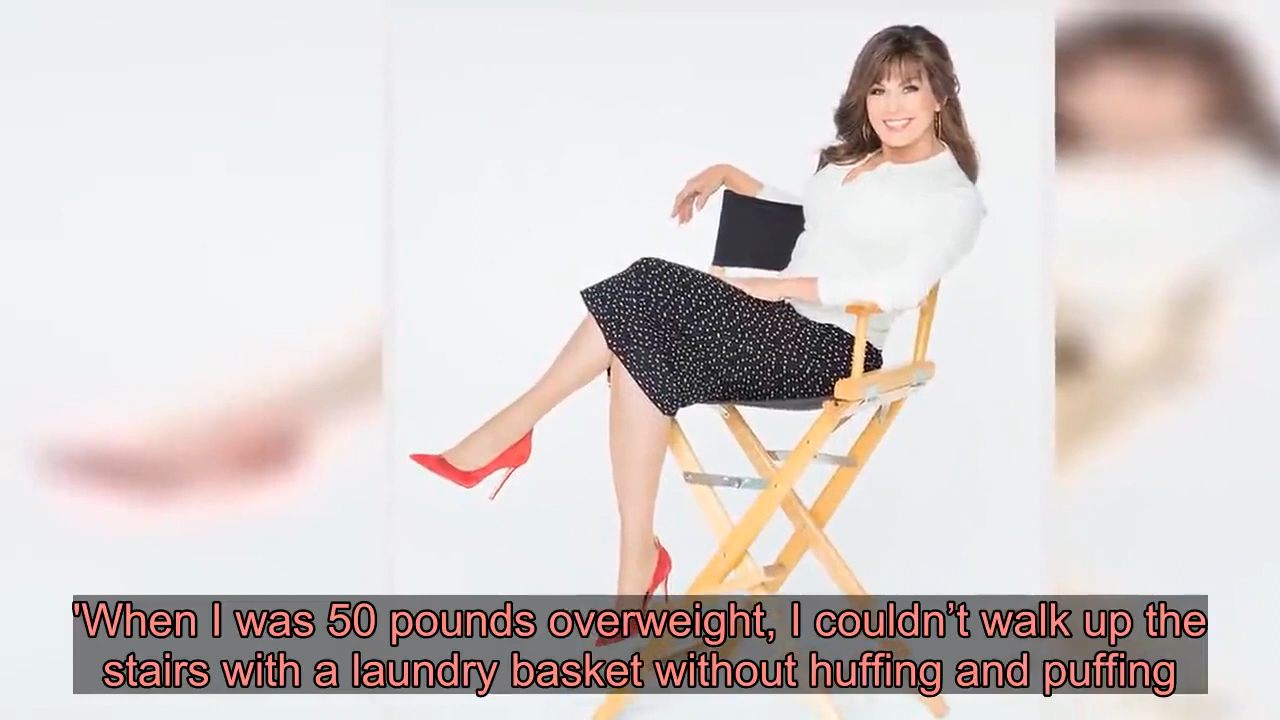 'When I was 50 pounds overweight, I couldn’t walk up the
stairs with a laundry basket without huffing and puffing